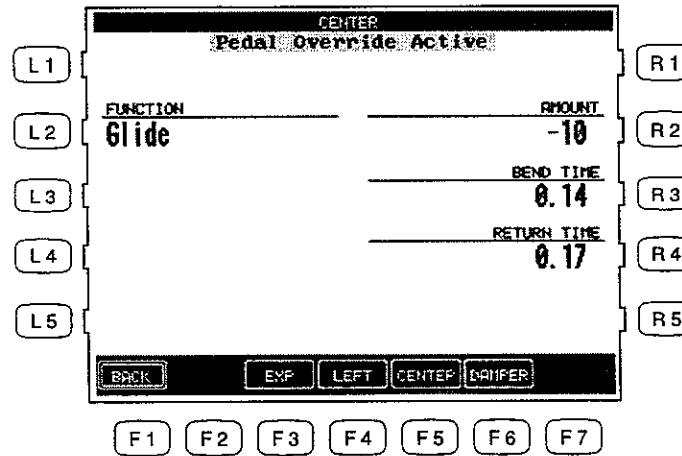 CENTER
Pedal Override Active
L1
R1
FUNCTION
AMOUNT
L2
Glide
-10
R2
BEND TIME
L3
0.14
R3
RETURN TIME
L4
0.17
R4
L5
R5
BACK
EXP
LEFT
CENTER
DAMPER
F1
F2
F3
F4
F5
F6
F7